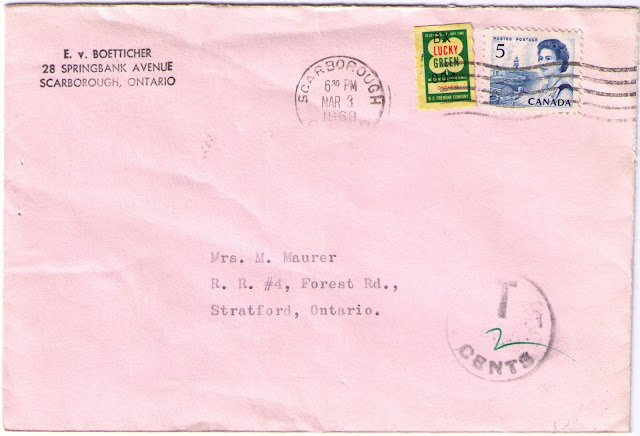 E. v. BOETTICHER
28 SPRINGBANK AVENUE
SCARBOROUGH, ONTARIO
SCARBOROUGH
6 30 PM
MAR 3
1969
LUCKY
GREEN
5
POSTES POSTAGE
CANADA
Mrs. M. Maurer
R. R. #4, Forest Rd.,
Stratford, Ontario.
T
2
CENTS